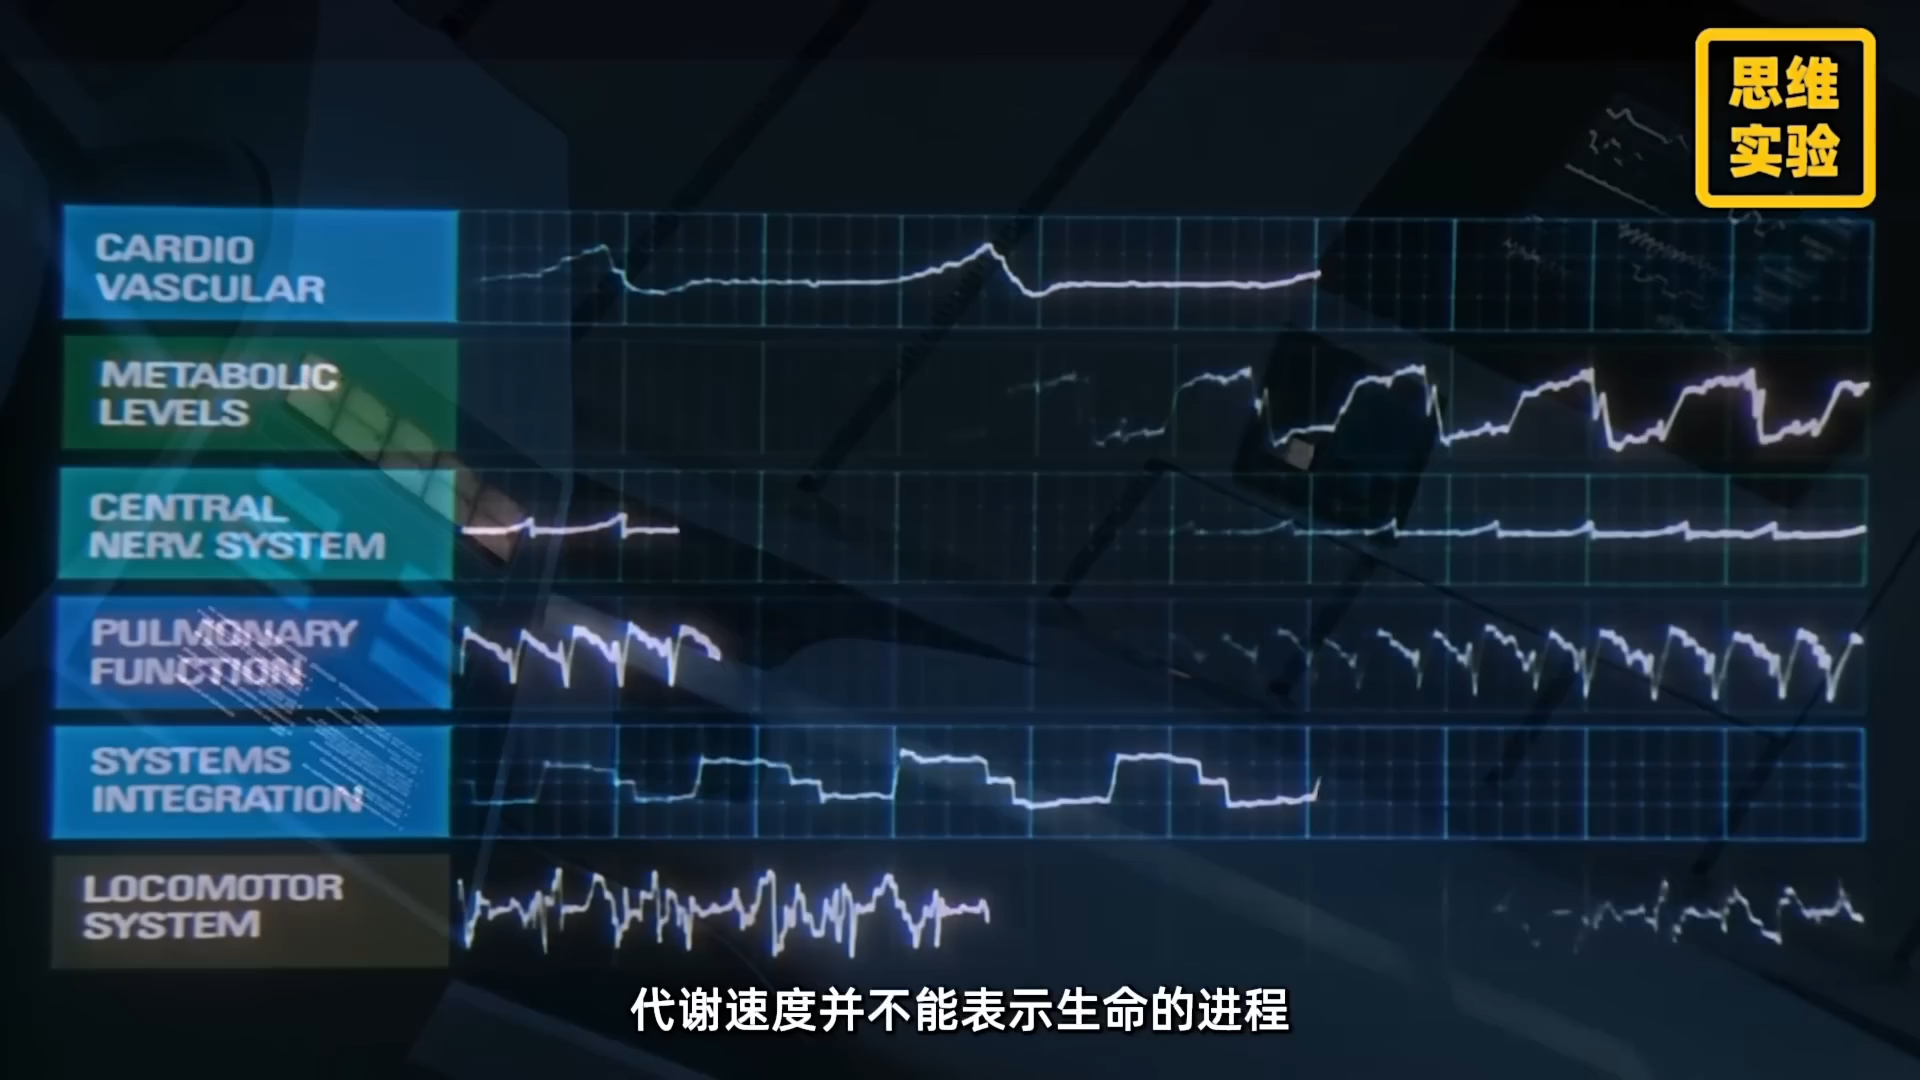 思维
实验
CARDIO
VASCULAR
METABOLIC
LEVELS
CENTRAL
NERV. SYSTEM
PULMONARY
FUNCTION
SYSTEMS
INTEGRATION
LOCOMOTOR
SYSTEM
代谢速度并不能表示生命的进程